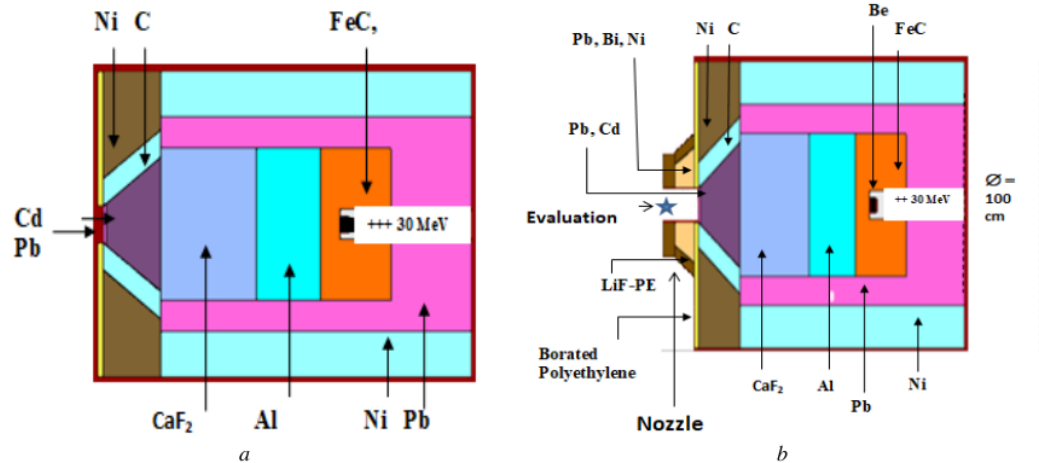 Ni C FeC,
Cd
Pb
+++ 30 MeV
CaF₂ Al Ni Pb
a
Be
Pb, Bi, Ni Ni C FeC
Pb, Cd
Evaluation
++ 30 MeV
Ø =
100
cm
LiF-PE
Borated
Polyethylene
CaF₂ Al Pb Ni
Nozzle
b